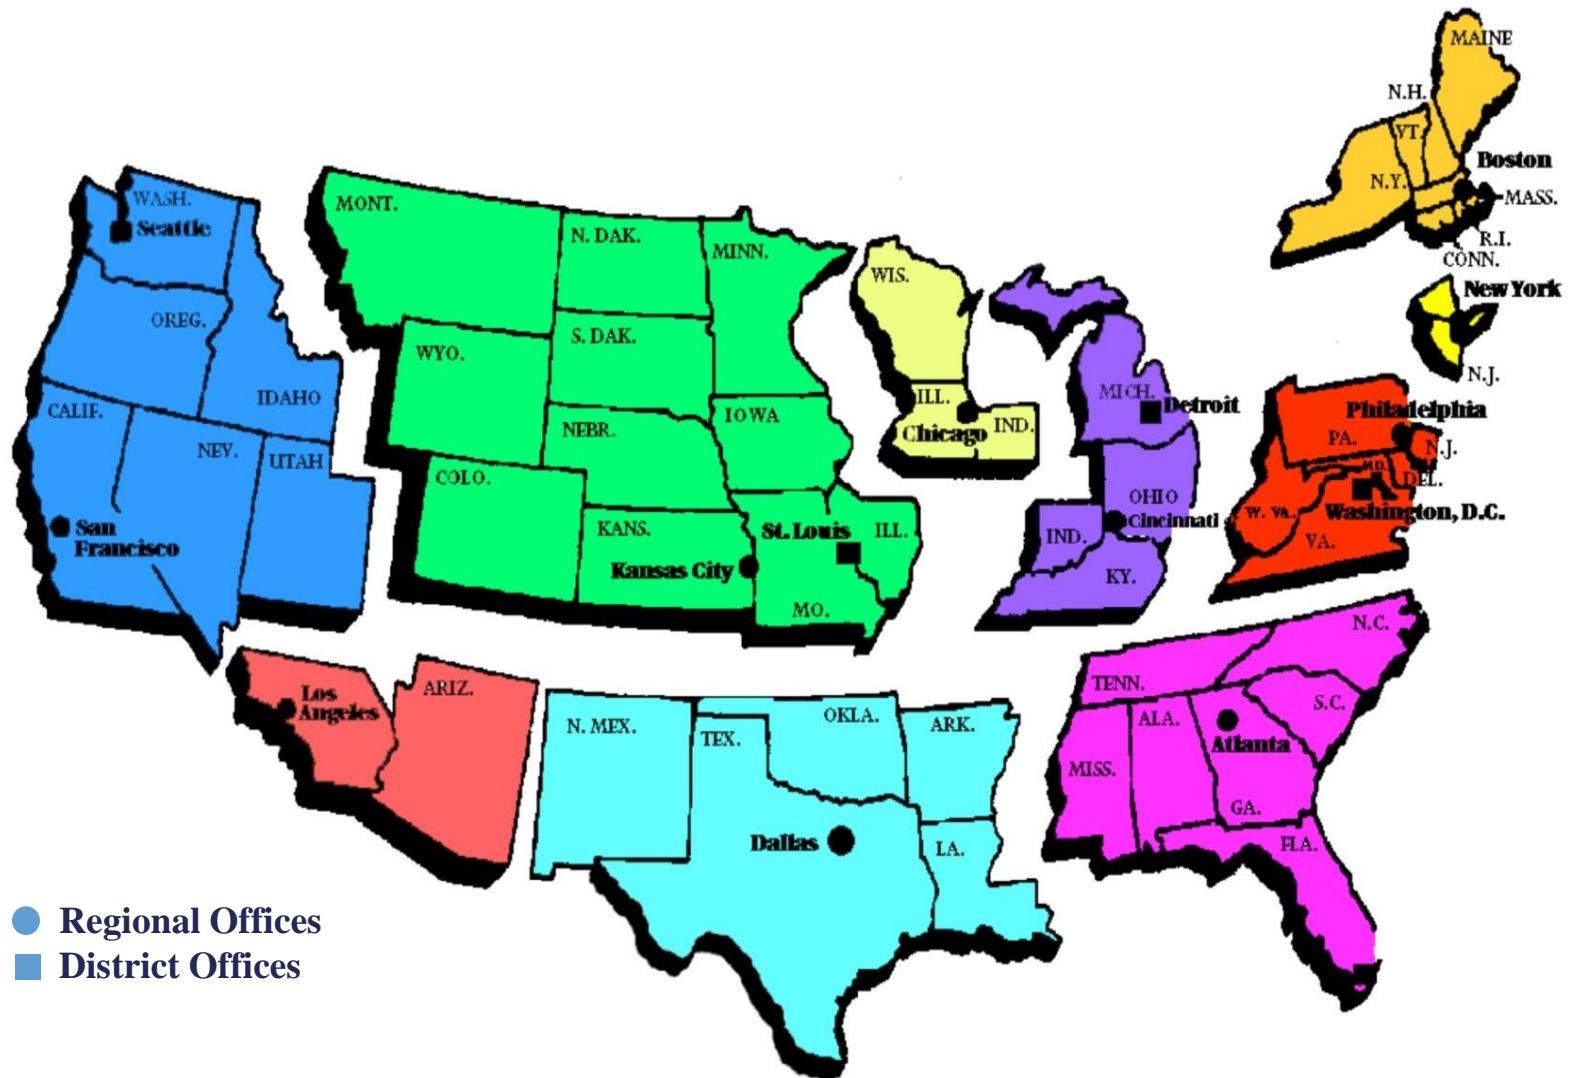 MAINE
N.H.
VT.
Boston
N.Y.
MASS.
R.I.
CONN.
WASH.
Seattle
OREG.
IDAHO
CALIF.
NEV.
UTAH
San
Francisco
MONT.
N. DAK.
MINN.
S. DAK.
WYO.
IOWA
NEBR.
COLO.
KANS.
St. Louis
ILL.
Kansas City
MO.
WIS.
ILL.
IND.
Chicago
MICH.
Detroit
OHIO
Cincinnati
IND.
KY.
New York
N.J.
Philadelphia
PA.
N.J.
MD.
DEL.
W. VA.
Washington, D.C.
VA.
Los
Angeles
ARIZ.
N. MEX.
TEX.
OKLA.
ARK.
Dallas
LA.
N.C.
TENN.
S.C.
ALA.
Atlanta
MISS.
GA.
FLA.
Regional Offices
District Offices